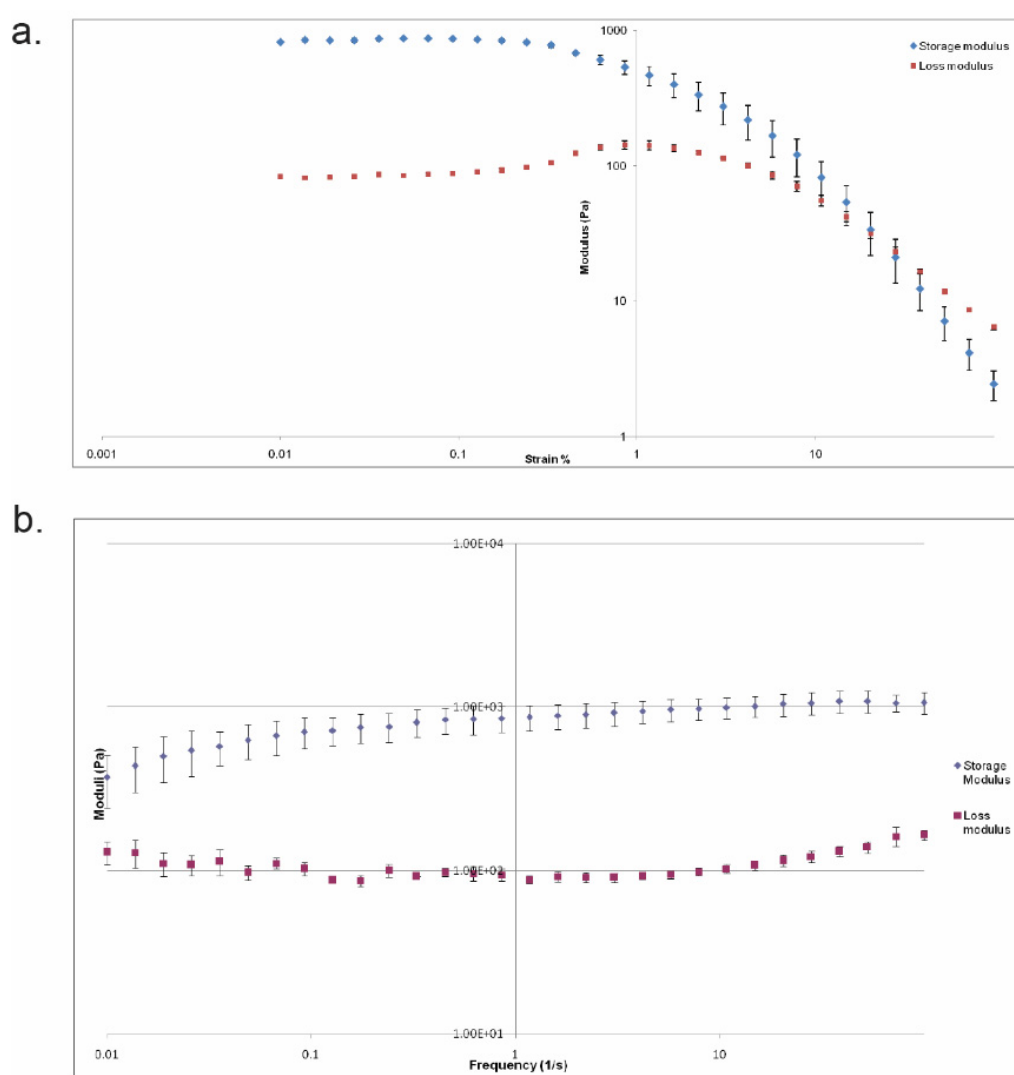 a.
1000
Storage modulus
Loss modulus
100
Modulus (Pa)
10
1
0.001
0.01
0.1
1
10
Strain %
b.
1.00E+04
1.00E+03
Moduli (Pa)
Storage
Modulus
Loss
modulus
1.00E+02
1.00E+01
0.01
0.1
1
10
Frequency (1/s)